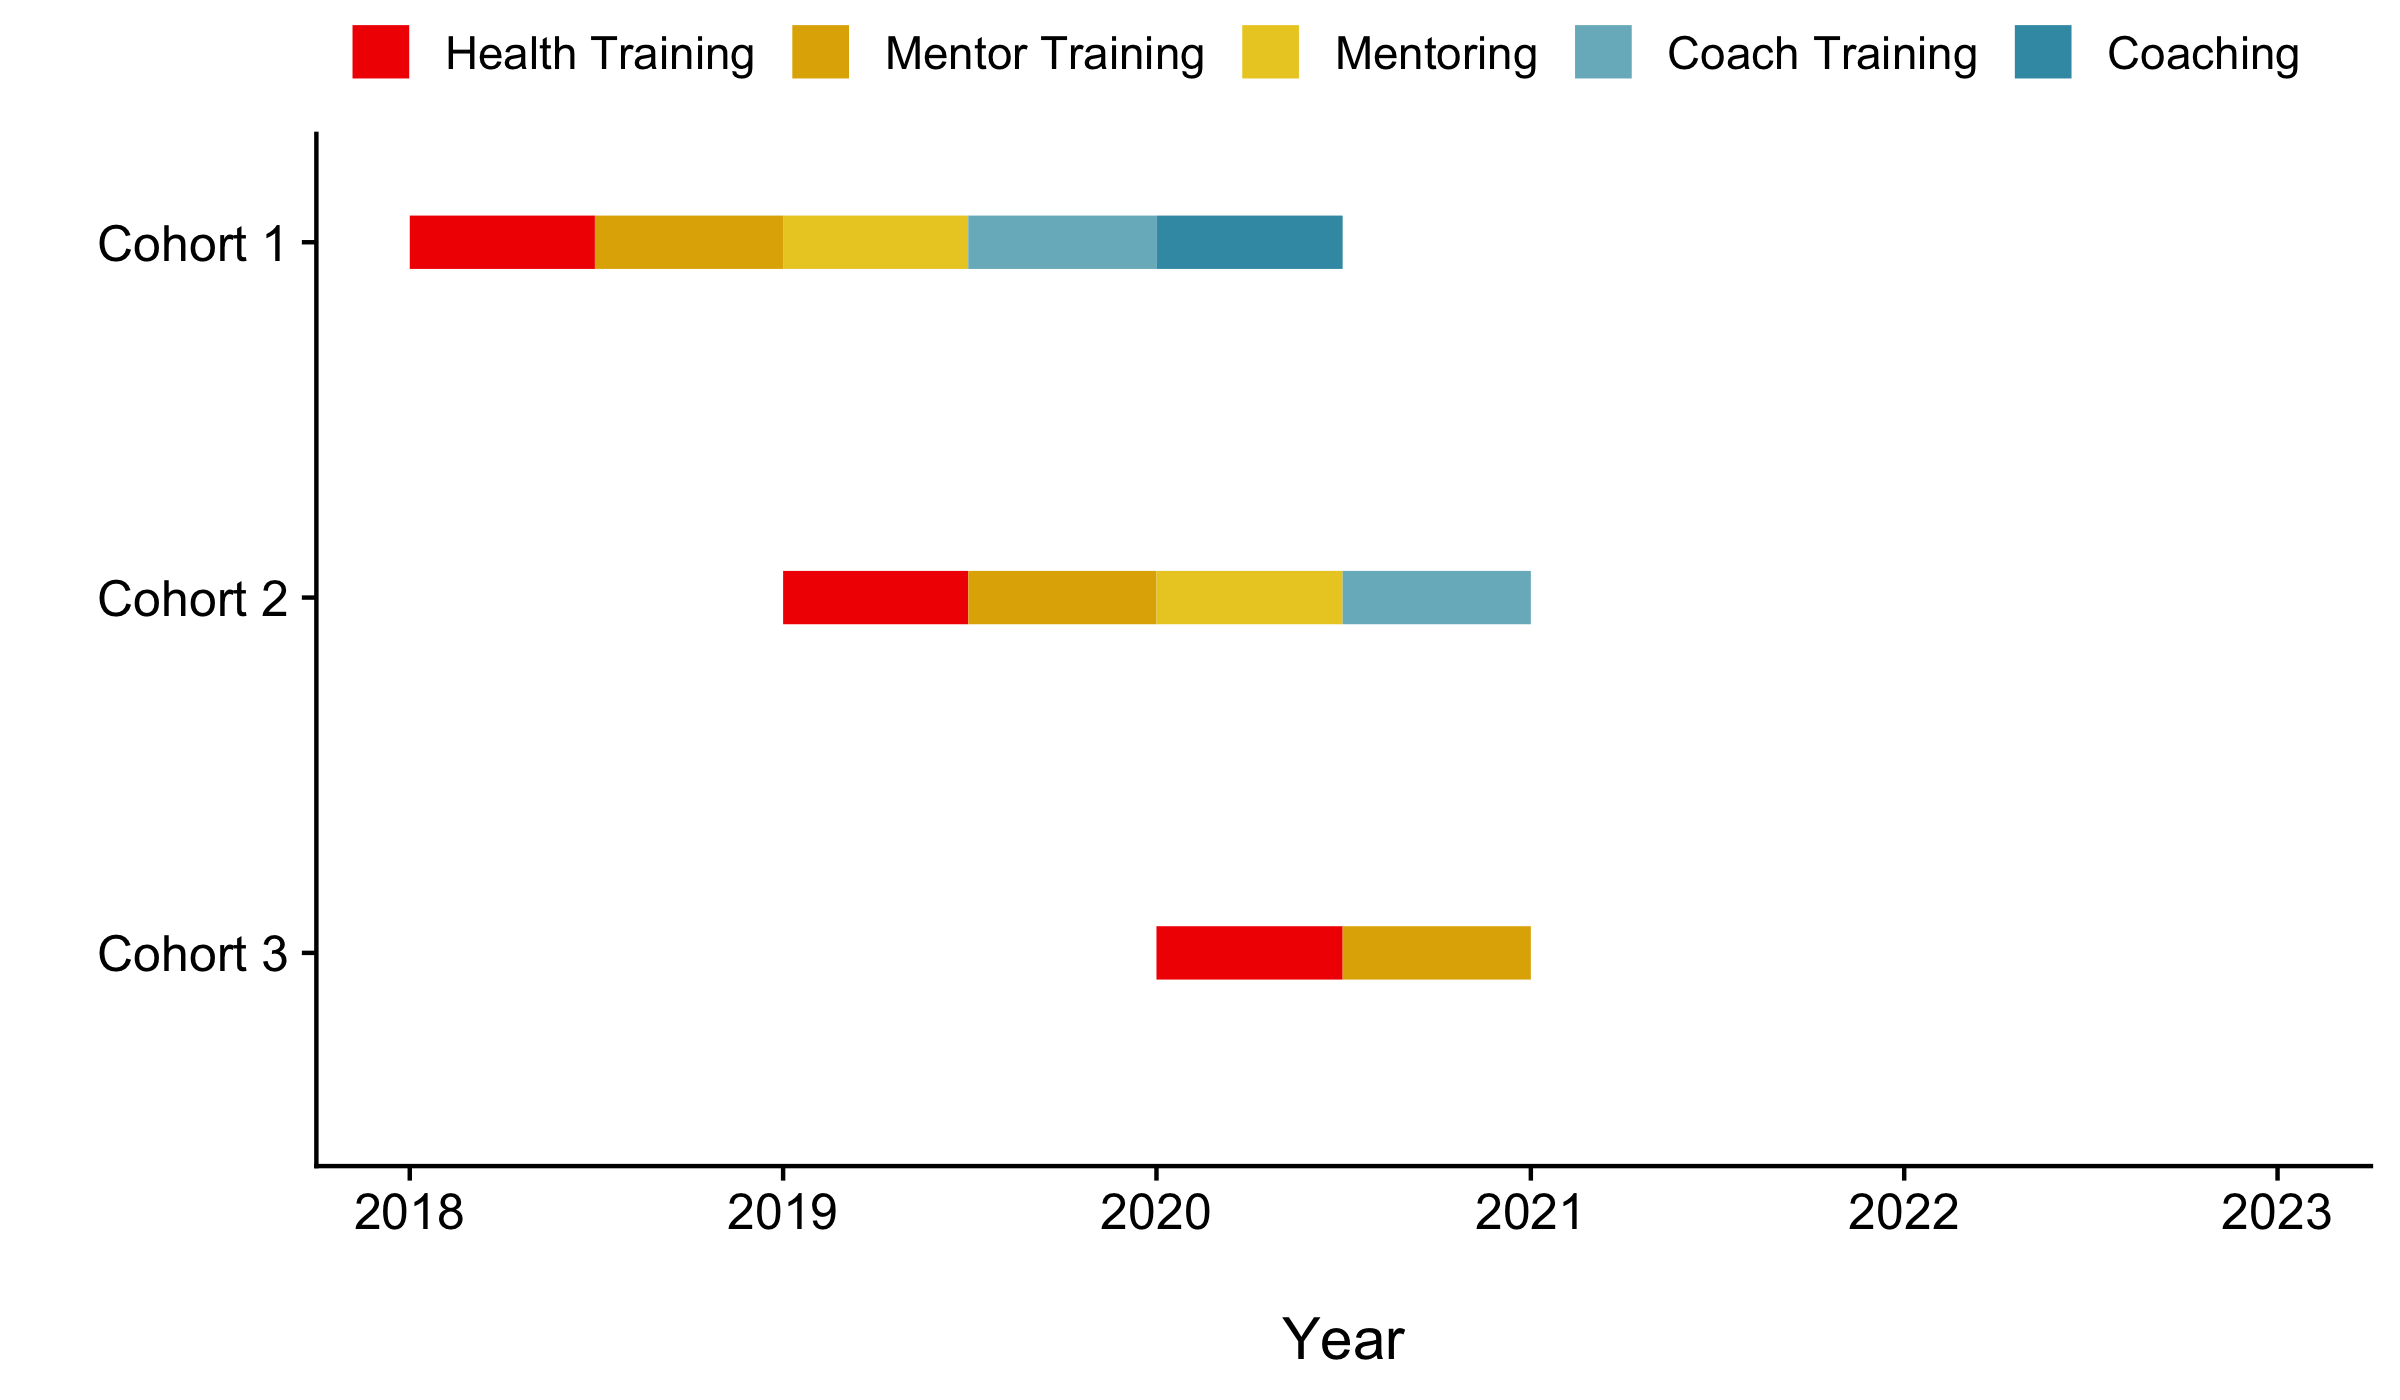 Health Training Mentor Training Mentoring Coach Training Coaching
Cohort 1
Cohort 2
Cohort 3
2018 2019 2020 2021 2022 2023
Year